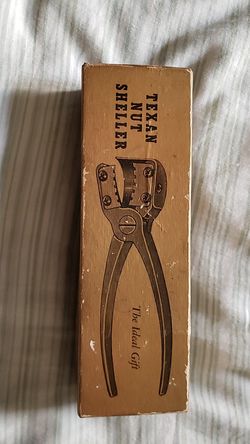 TEXAN
NUT
SHELLER
The Ideal Gift